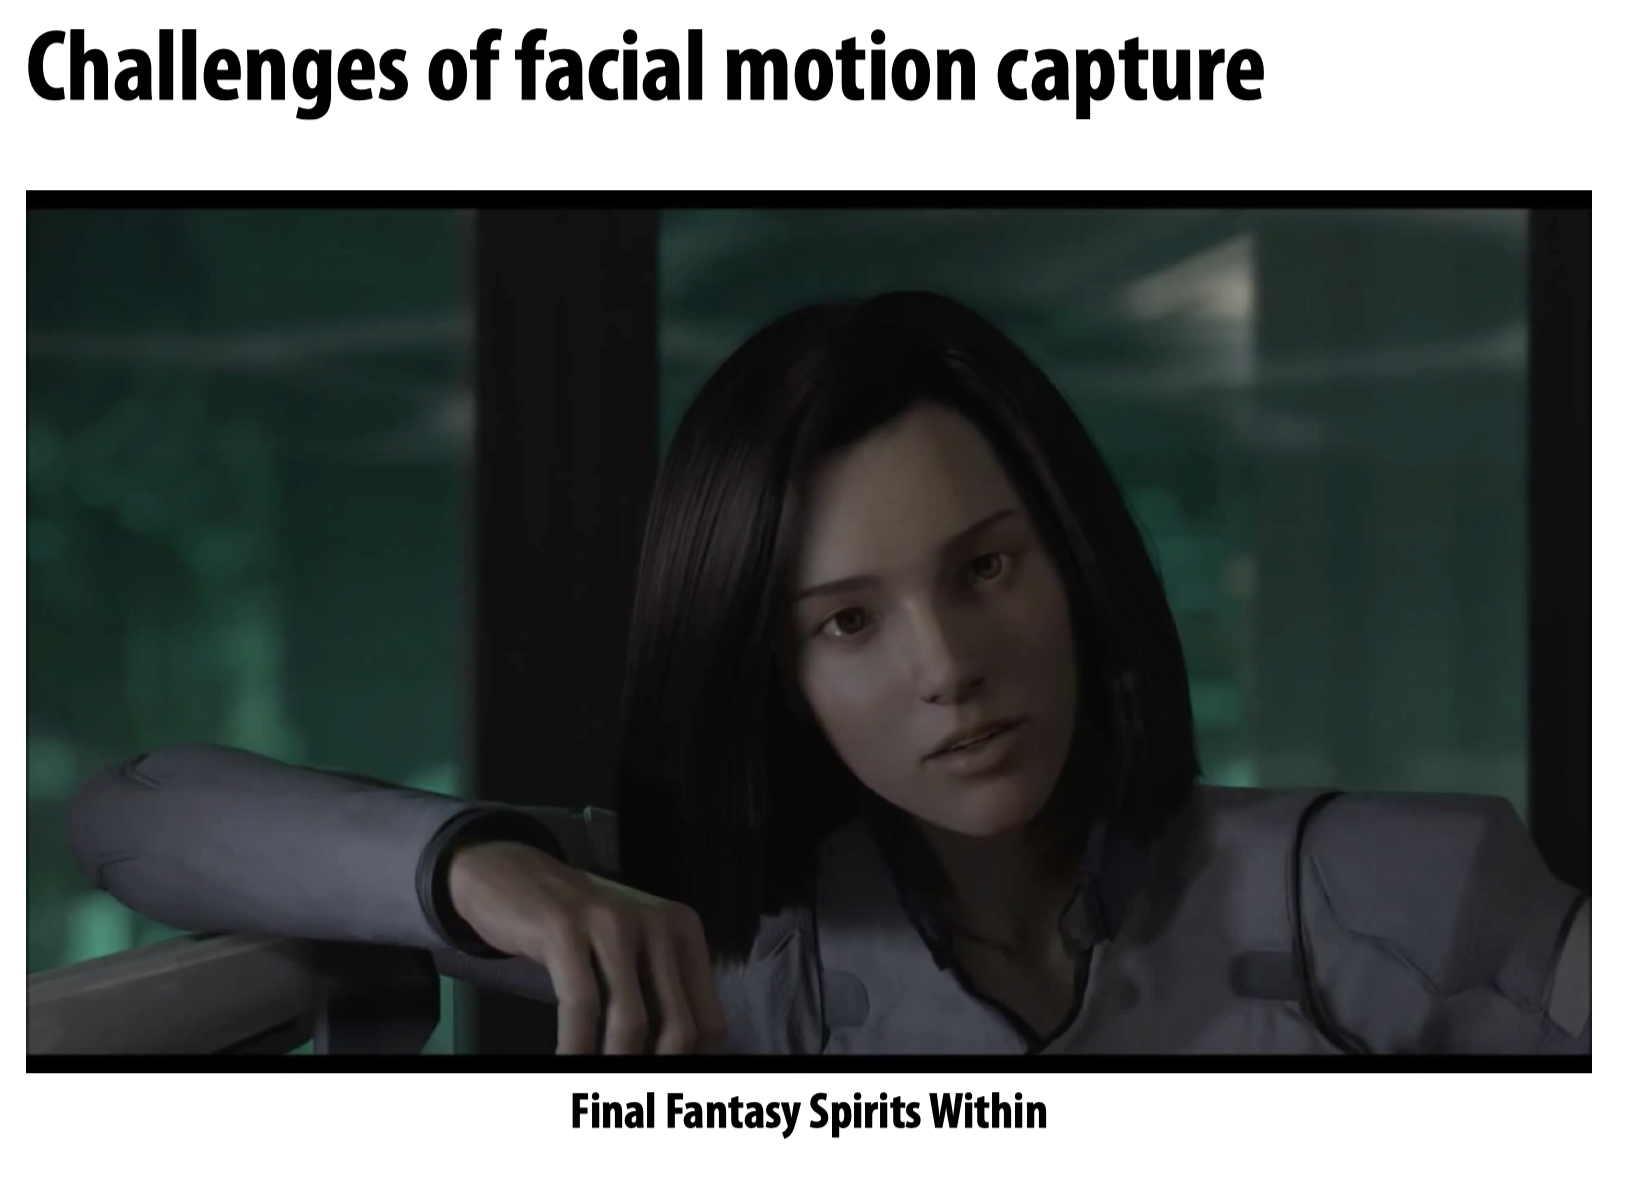 Challenges of facial motion capture
Final Fantasy Spirits Within